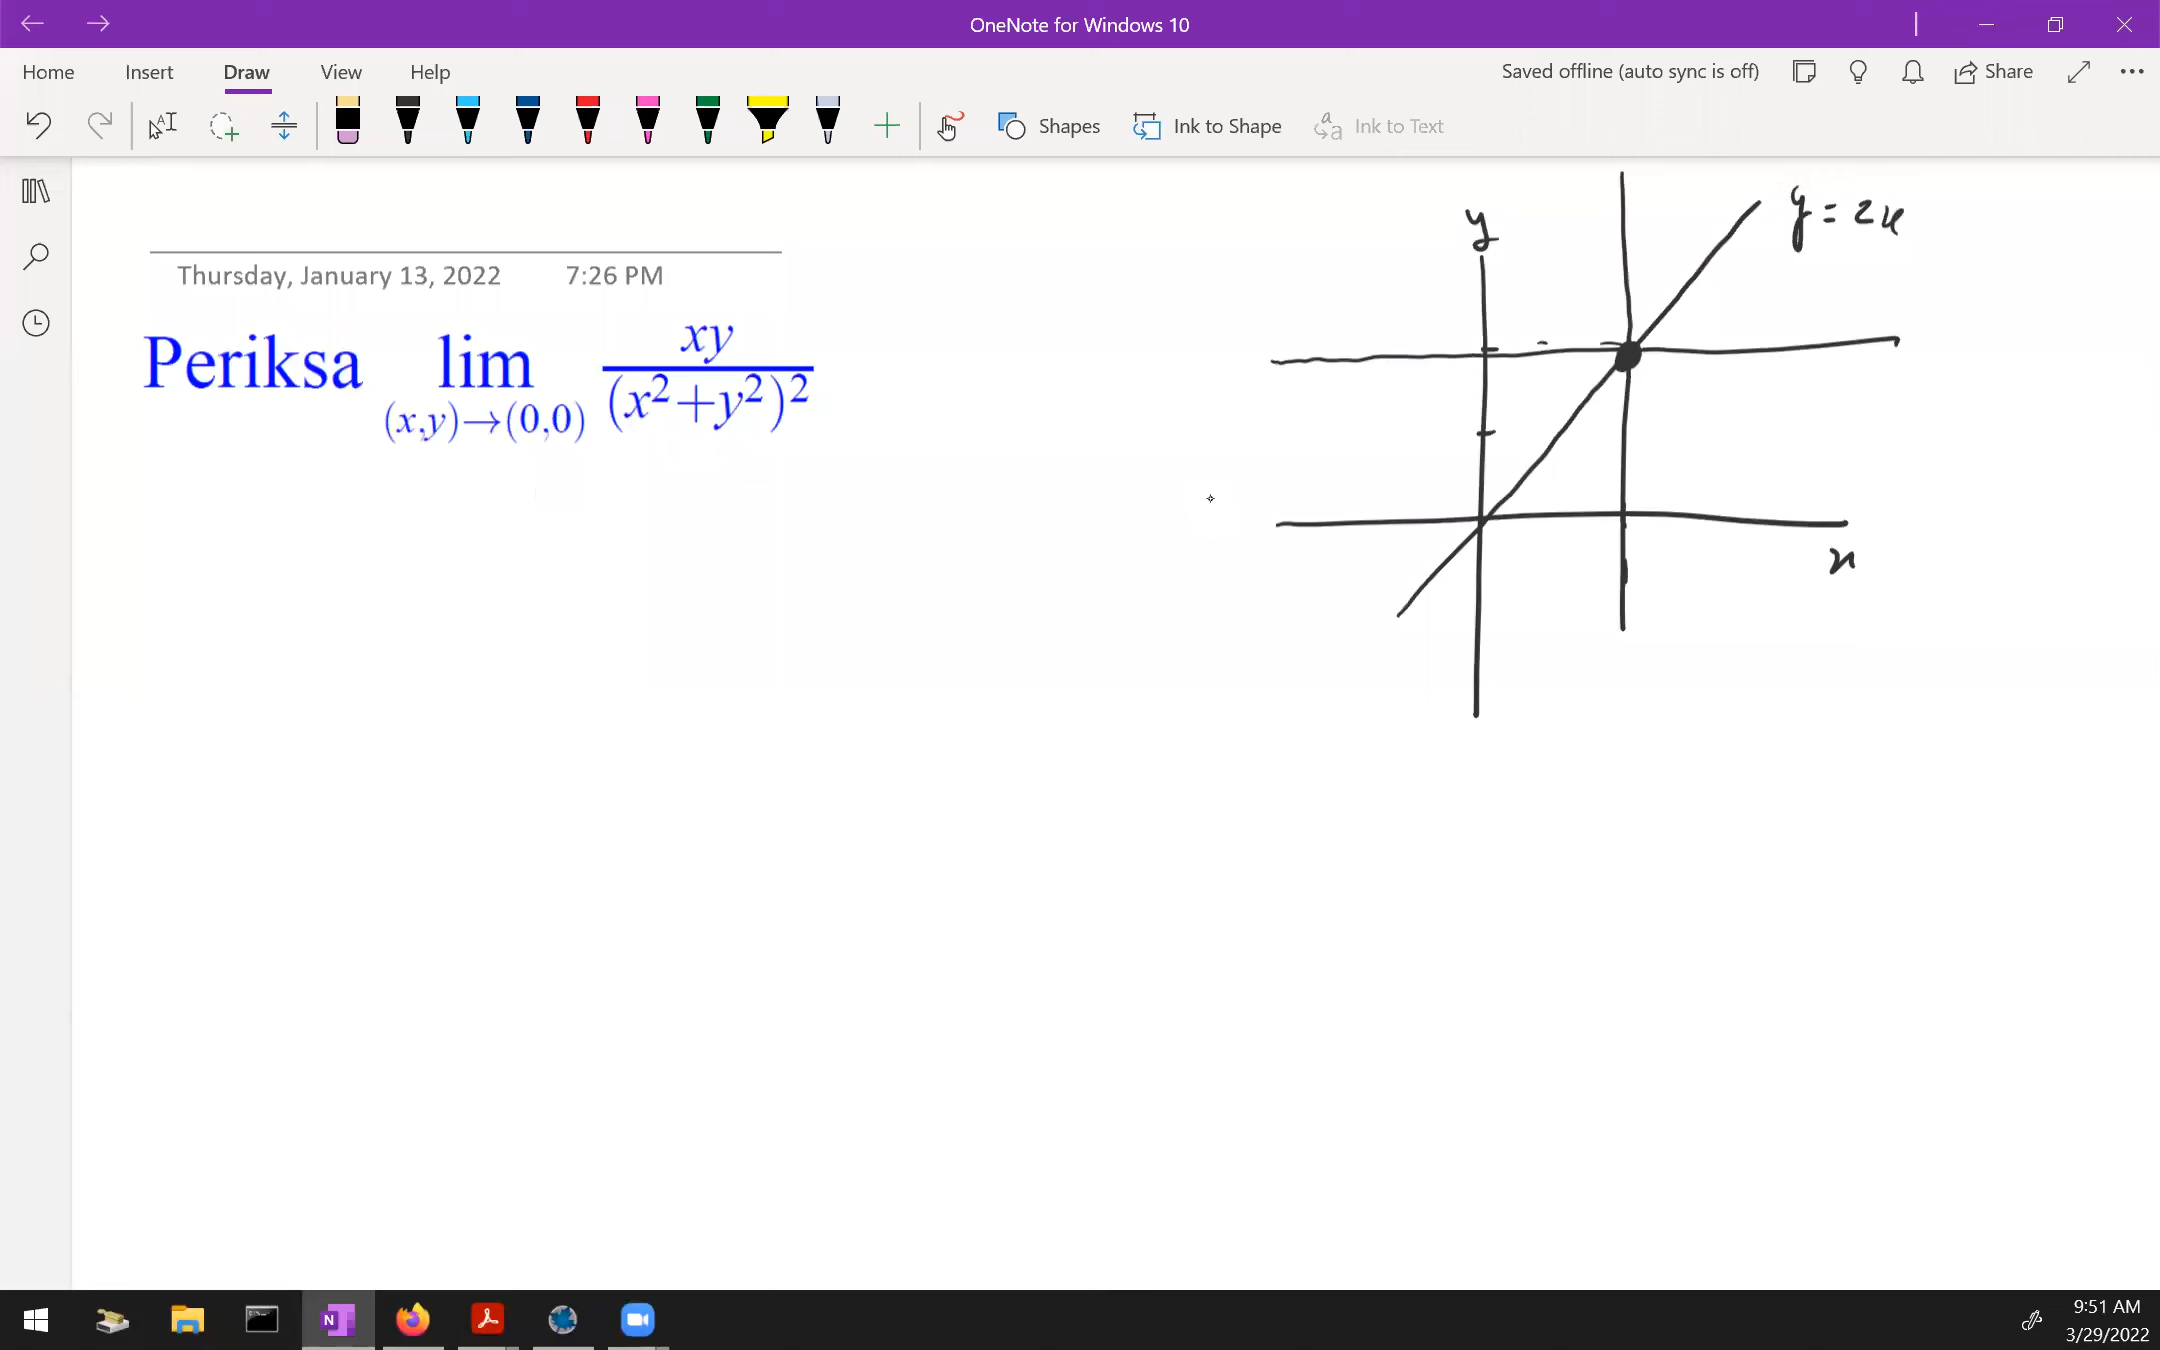 OneNote for Windows 10
Home Insert Draw View Help
Saved offline (auto sync is off) Share
Shapes Ink to Shape Ink to Text
Thursday, January 13, 2022 7:26 PM
Periksa lim (x,y)→(0,0) xy/(x²+y²)²
y
y = 2x
x
9:51 AM
3/29/2022